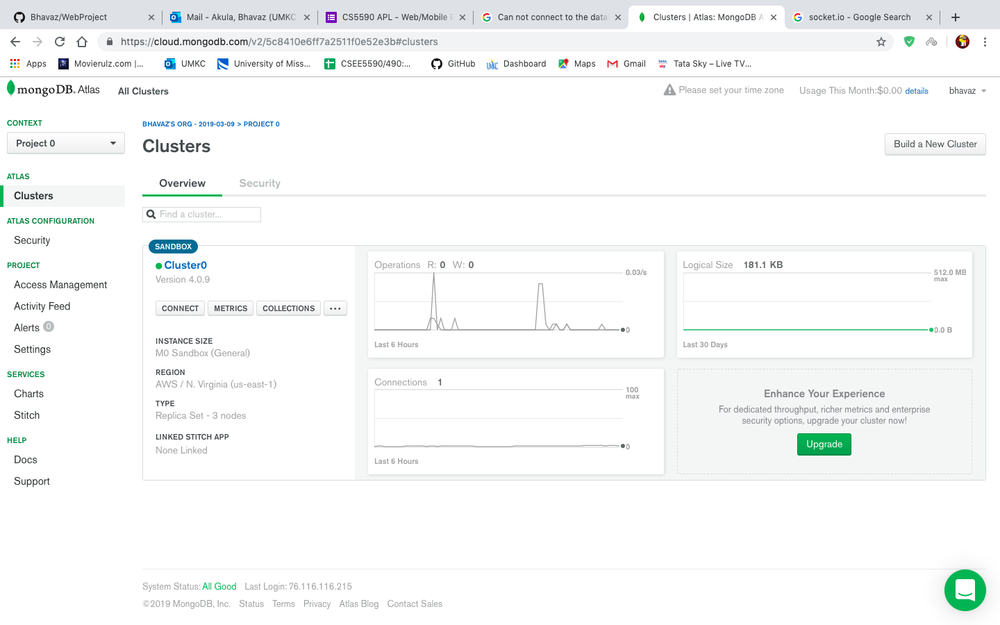 Bhavaz/WebProject
Mail - Akula, Bhavaz (UMKC
CS5590 APL - Web/Mobile P
Can not connect to the data
Clusters | Atlas: MongoDB A
socket.io - Google Search
https://cloud.mongodb.com/v2/5c8410e6ff7a2511f0e52e3b#clusters
Apps
Movierulz.com |...
UMKC
University of Miss...
CSEE5590/490:...
GitHub
UMKC
Dashboard
Maps
Gmail
TATA
sky
Tata Sky – Live TV...
mongoDB. Atlas
All Clusters
Please set your time zone
Usage This Month:$0.00 details
bhavaz
CONTEXT
Project 0
ATLAS
Clusters
ATLAS CONFIGURATION
Security
PROJECT
Access Management
Activity Feed
Alerts 0
Settings
SERVICES
Charts
Stitch
HELP
Docs
Support
BHAVAZ'S ORG - 2019-03-09 > PROJECT 0
Clusters
Build a New Cluster
Overview
Security
Find a cluster...
SANDBOX
Cluster0
Version 4.0.9
CONNECT
METRICS
COLLECTIONS
...
INSTANCE SIZE
M0 Sandbox (General)
REGION
AWS / N. Virginia (us-east-1)
TYPE
Replica Set - 3 nodes
LINKED STITCH APP
None Linked
Operations R: 0 W: 0
0.03/s
0
Last 6 Hours
Logical Size 181.1 KB
512.0 MB
max
0.0 B
Last 30 Days
Connections 1
100
max
0
Last 6 Hours
Enhance Your Experience
For dedicated throughput, richer metrics and enterprise
security options, upgrade your cluster now!
Upgrade
System Status: All Good Last Login: 76.116.116.215
©2019 MongoDB, Inc. Status Terms Privacy Atlas Blog Contact Sales